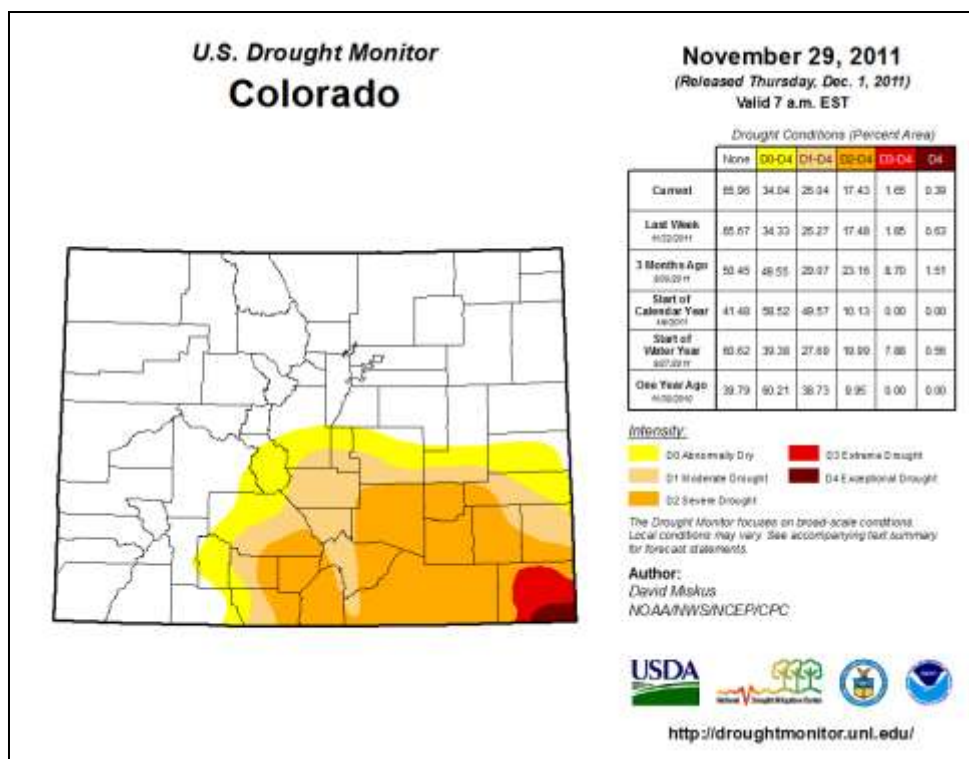 U.S. Drought Monitor
Colorado
November 29, 2011
(Released Thursday, Dec. 1, 2011)
Valid 7 a.m. EST
Drought Conditions (Percent Area)
None D0-D4 D1-D4 D2-D4 D3-D4 D4
Current 65.96 34.04 26.04 17.43 1.65 0.39
Last Week 65.67 34.33 26.27 17.48 1.85 0.63
3 Months Ago 50.45 49.55 29.07 23.16 8.70 1.51
Start of
Calendar Year 41.48 58.52 49.57 10.13 0.00 0.00
Start of
Water Year 60.62 39.38 27.69 19.99 7.88 0.56
One Year Ago 39.79 60.21 38.73 9.95 0.00 0.00
Intensity:
D0 Abnormally Dry
D3 Extreme Drought
D1 Moderate Drought
D4 Exceptional Drought
D2 Severe Drought
The Drought Monitor focuses on broad-scale conditions.
Local conditions may vary. See accompanying text summary
for forecast statements.
Author:
David Miskus
NOAA/NWS/NCEP/CPC
USDA
http://droughtmonitor.unl.edu/